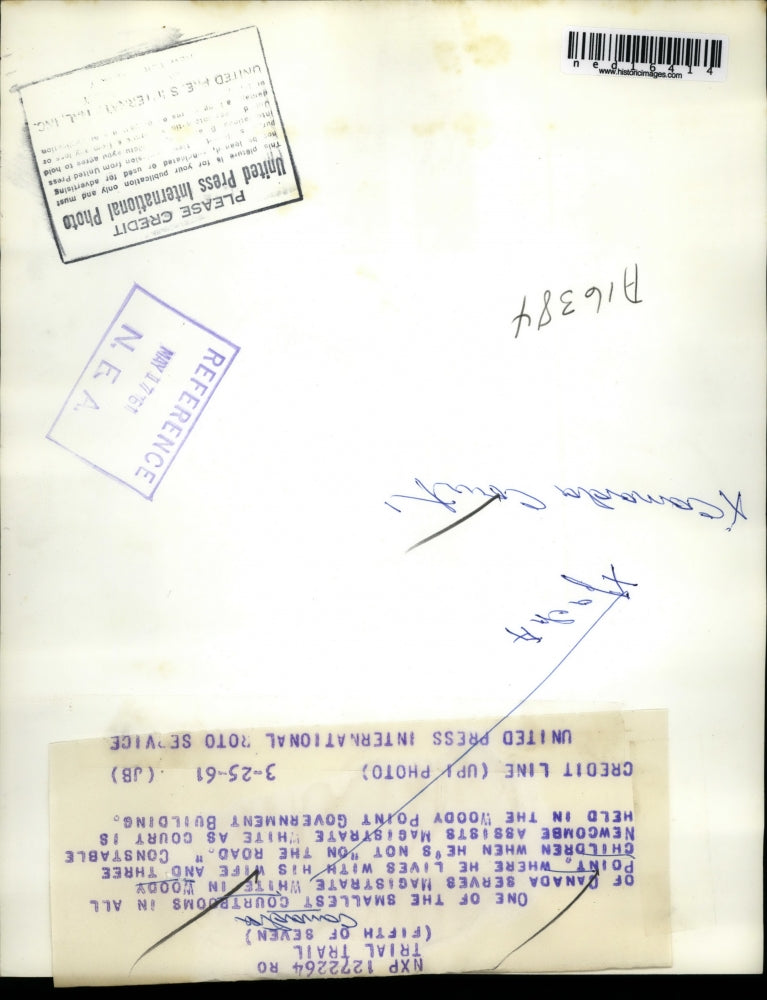 ned16414
www.historicimages.com
PLEASE CREDIT
United Press International Photo
This picture is for your publication only and must
not be loaned, syndicated or used for advertising
REFERENCE
MAY 17 '61
N. E. A.
A16384
Canada Court
NXP 1272264 RO
TRIAL TRAIL
(FIFTH OF SEVEN)
Canada
ONE OF THE SMALLEST COURTROOMS IN ALL
OF CANADA SERVES MAGISTRATE WHITE IN WOODY
POINT, WHERE HE LIVES WITH HIS WIFE AND THREE
CHILDREN WHEN HE'S NOT "ON THE ROAD." CONSTABLE
NEWCOMBE ASSISTS MAGISTRATE WHITE AS COURT IS
HELD IN THE WOODY POINT GOVERNMENT BUILDING.
CREDIT LINE (UPI PHOTO) 3-25-61 (JB)
UNITED PRESS INTERNATIONAL ROTO SERVICE